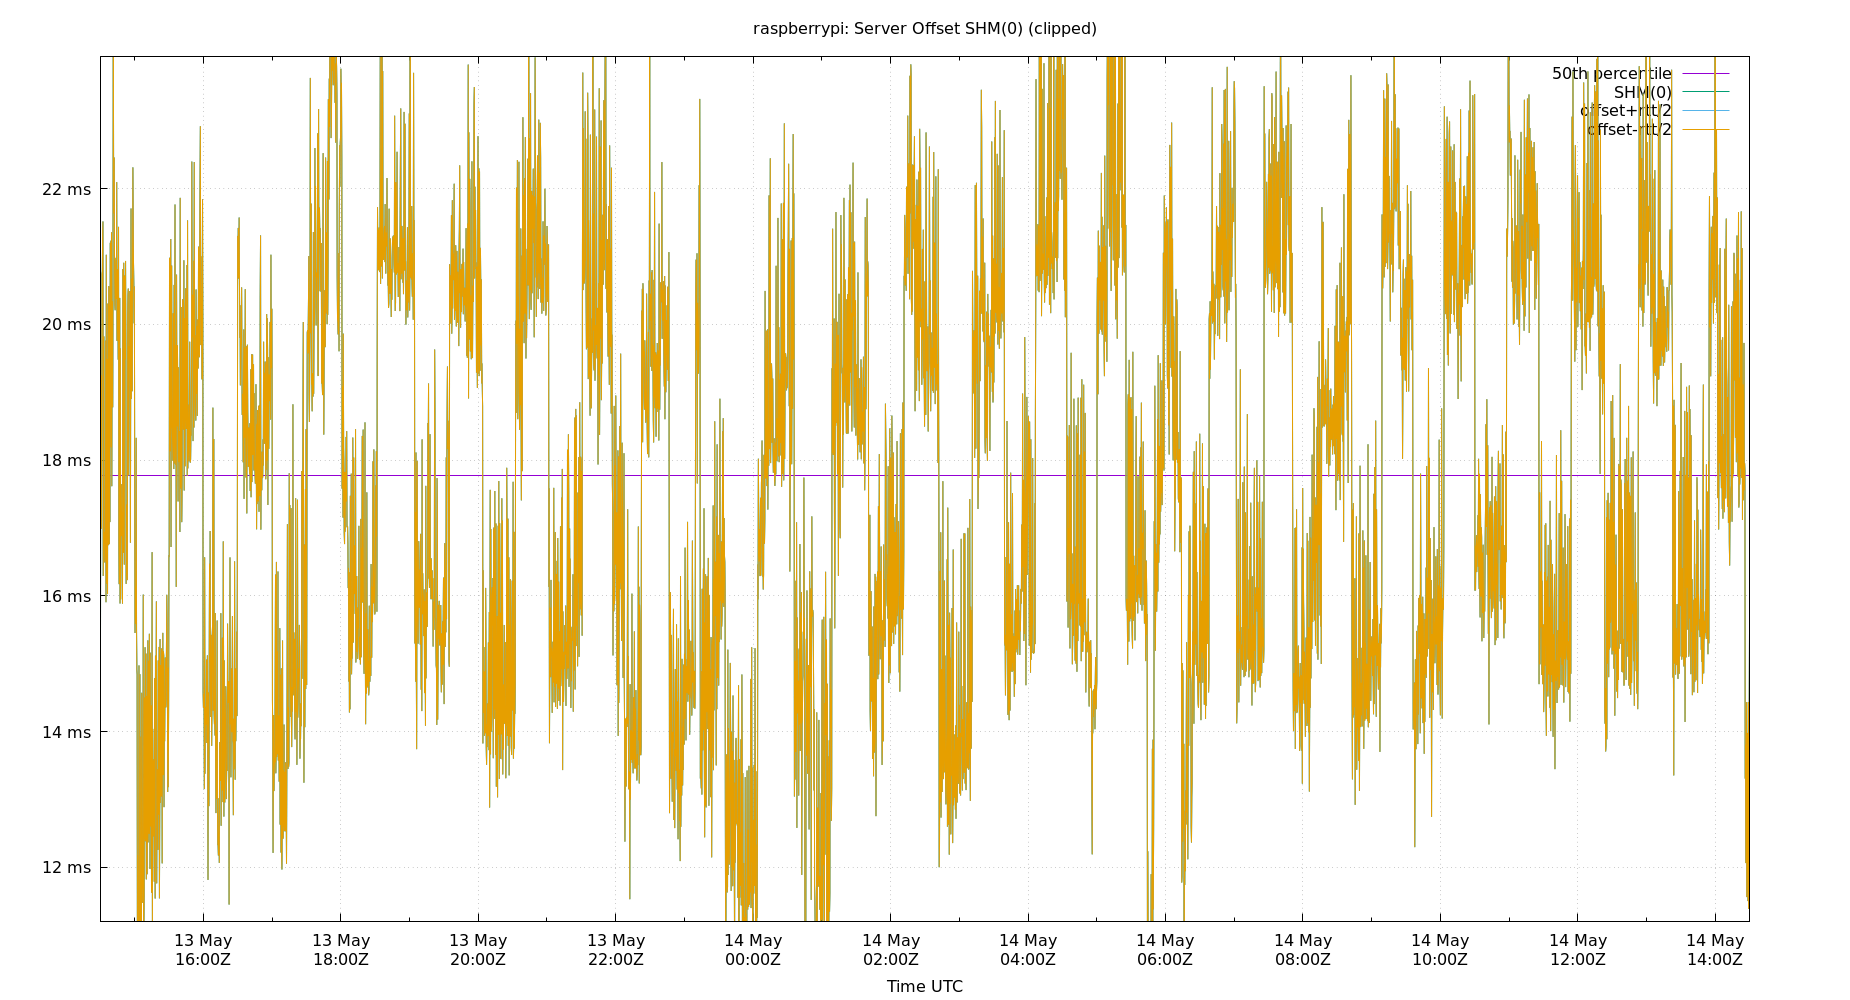 raspberrypi: Server Offset SHM(0) (clipped)
50th percentile
SHM(0)
offset+rtt/2
offset-rtt/2
22 ms
20 ms
18 ms
16 ms
14 ms
12 ms
13 May 13 May 13 May 13 May 14 May 14 May 14 May 14 May 14 May 14 May 14 May 14 May
16:00Z 18:00Z 20:00Z 22:00Z 00:00Z 02:00Z 04:00Z 06:00Z 08:00Z 10:00Z 12:00Z 14:00Z
Time UTC